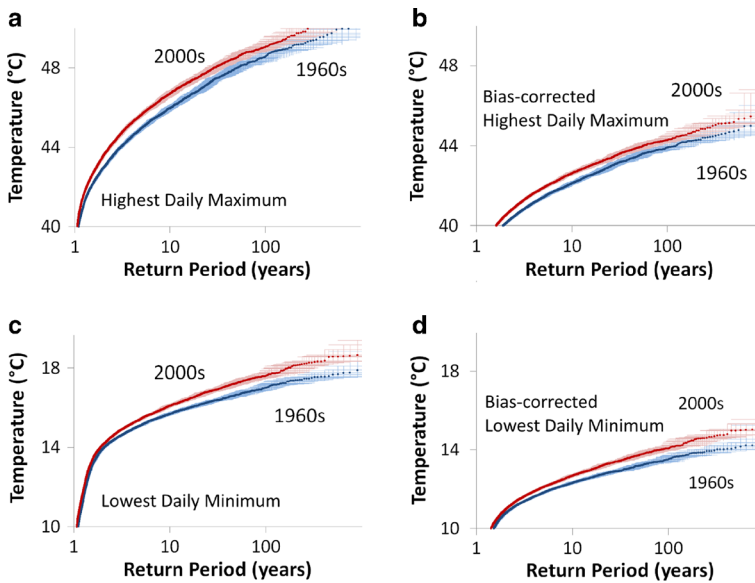 a
Temperature (°C)
48
44
40
2000s
1960s
Highest Daily Maximum
1
10
100
Return Period (years)
b
Temperature (°C)
48
44
40
Bias-corrected
Highest Daily Maximum
2000s
1960s
1
10
100
Return Period (years)
c
Temperature (°C)
18
14
10
2000s
1960s
Lowest Daily Minimum
1
10
100
Return Period (years)
d
Temperature (°C)
18
14
10
Bias-corrected
Lowest Daily Minimum
2000s
1960s
1
10
100
Return Period (years)